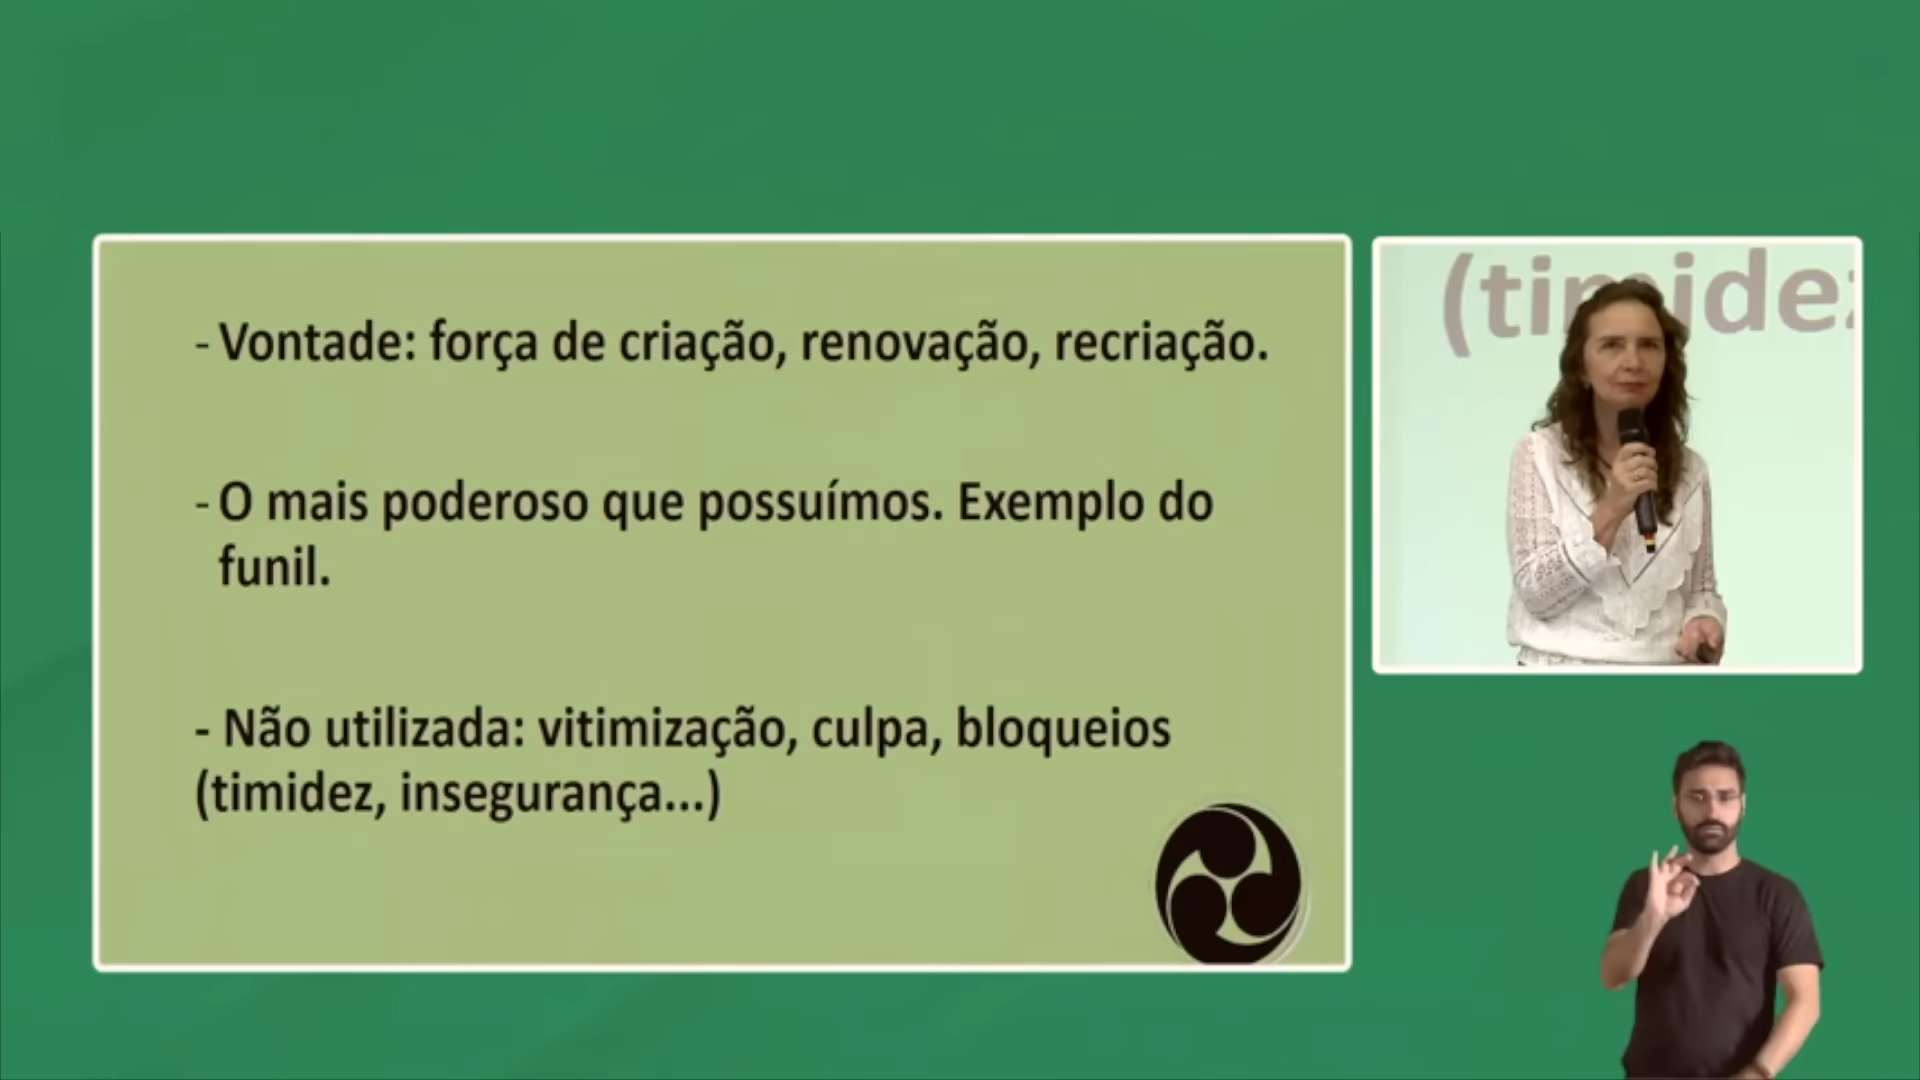 - Vontade: força de criação, renovação, recriação.
- O mais poderoso que possuímos. Exemplo do
funil.
- Não utilizada: vitimização, culpa, bloqueios
(timidez, insegurança...)
(timidez